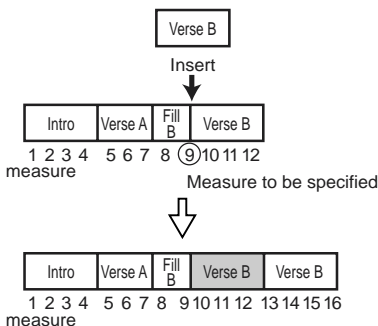 Verse B
Insert
Intro Verse A Fill B Verse B
1 2 3 4 5 6 7 8 9 10 11 12
measure
Measure to be specified
Intro Verse A Fill B Verse B Verse B
1 2 3 4 5 6 7 8 9 10 11 12 13 14 15 16
measure